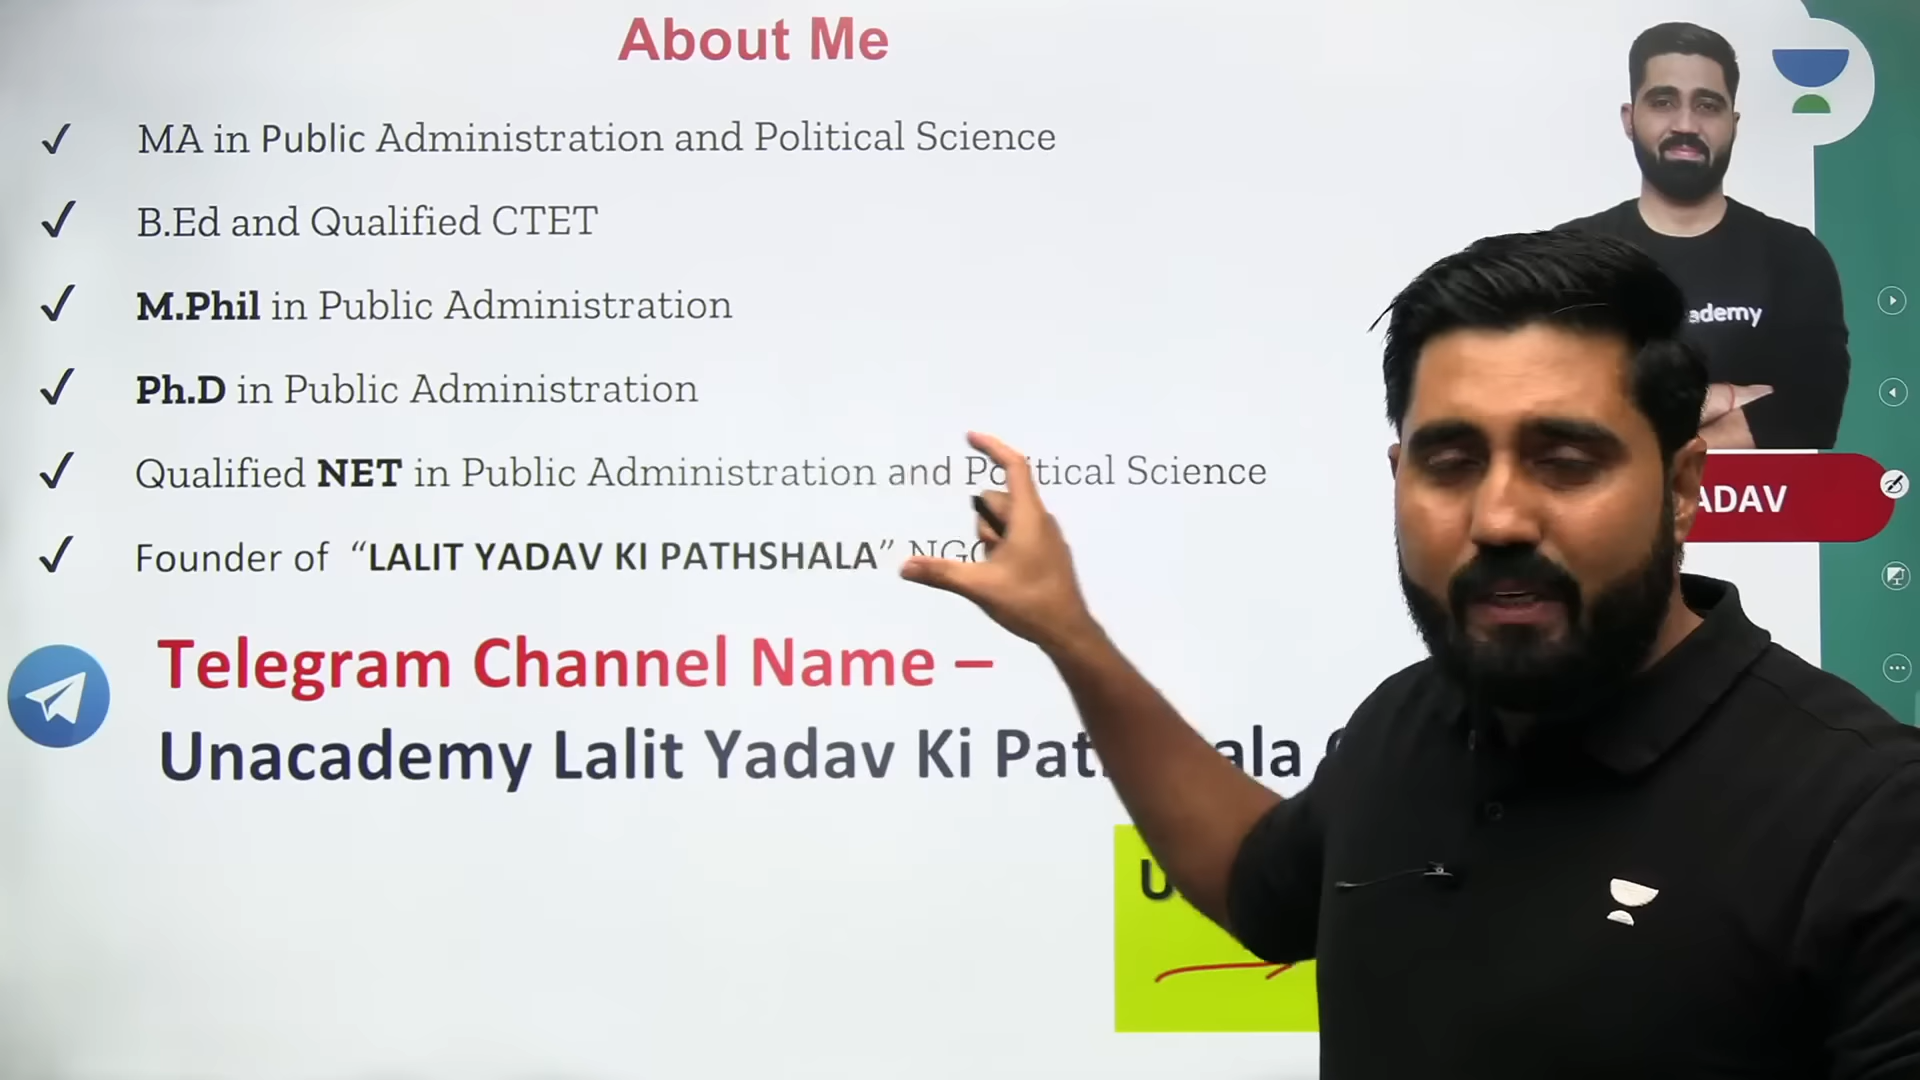 About Me
✓ MA in Public Administration and Political Science
✓ B.Ed and Qualified CTET
✓ M.Phil in Public Administration
✓ Ph.D in Public Administration
✓ Qualified NET in Public Administration and Political Science
✓ Founder of “LALIT YADAV KI PATHSHALA”
Telegram Channel Name –
Unacademy Lalit Yadav Ki
ademy
ADAV